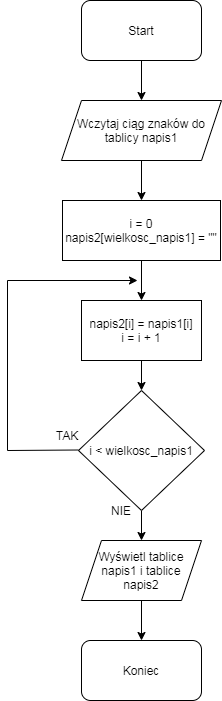 Start
Wczytaj ciąg znaków do
tablicy napis1
i = 0
napis2[wielkosc_napis1] = ""
napis2[i] = napis1[i]
i = i + 1
i < wielkosc_napis1
TAK
NIE
Wyświetl tablice
napis1 i tablice
napis2
Koniec